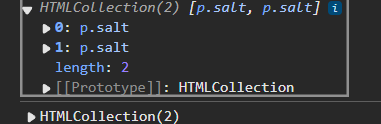 ▼ HTMLCollection(2) [p.salt, p.salt] i
▶ 0: p.salt
▶ 1: p.salt
length: 2
▶ [[Prototype]]: HTMLCollection
▶ HTMLCollection(2)